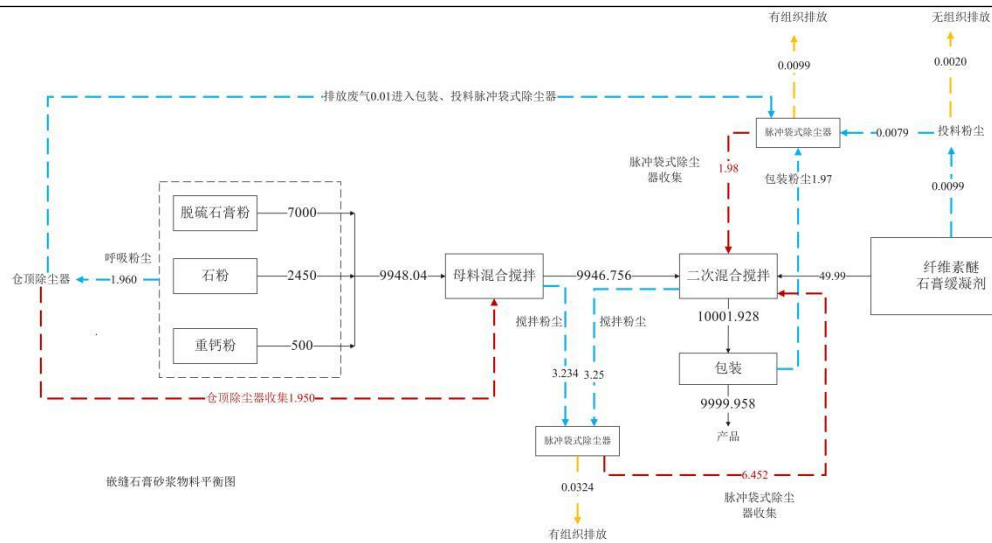 有组织排放
无组织排放
0.0099
0.0020
排放废气0.01进入包装、投料脉冲袋式除尘器
脉冲袋式除尘器
0.0079
投料粉尘
脉冲袋式除尘
器收集
1.98
包装粉尘1.97
0.0099
脱硫石膏粉
7000
呼吸粉尘
仓顶除尘器
1.960
石粉
2450
9948.04
母料混合搅拌
9946.756
二次混合搅拌
49.99
纤维素醚
石膏缓凝剂
搅拌粉尘
搅拌粉尘
10001.928
重钙粉
500
包装
3.234
3.25
仓顶除尘器收集1.950
9999.958
产品
脉冲袋式除尘器
6.452
嵌缝石膏砂浆物料平衡图
0.0324
脉冲袋式除尘
器收集
有组织排放